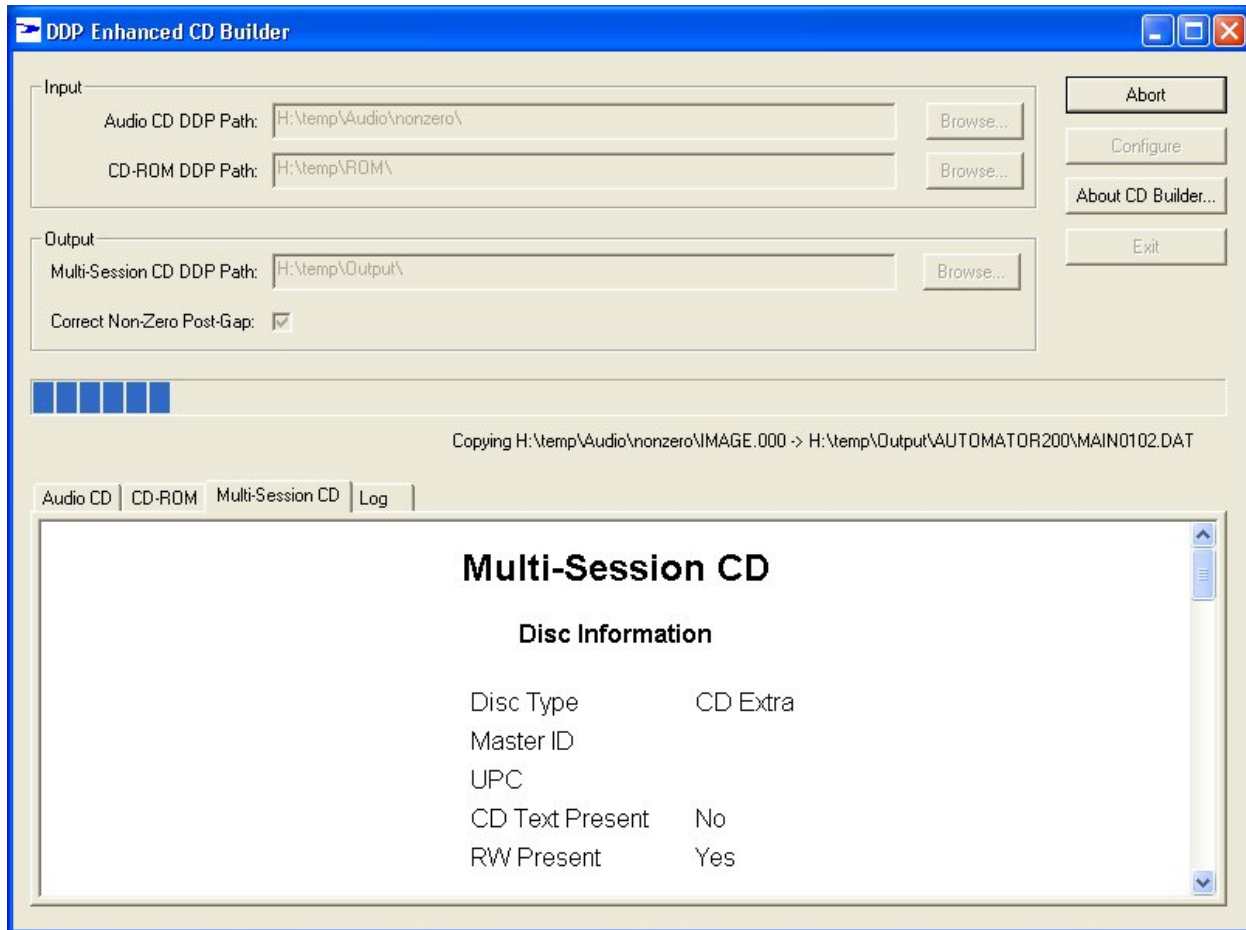 DDP Enhanced CD Builder
Input
Audio CD DDP Path: H:\temp\Audio\nonzero\ Browse...
CD-ROM DDP Path: H:\temp\ROM\ Browse...
Abort
Configure
About CD Builder...
Exit
Output
Multi-Session CD DDP Path: H:\temp\Output\ Browse...
Correct Non-Zero Post-Gap:
Copying H:\temp\Audio\nonzero\IMAGE.000 -> H:\temp\Output\AUTOMATOR200\MAIN0102.DAT
Audio CD CD-ROM Multi-Session CD Log
Multi-Session CD
Disc Information
Disc Type CD Extra
Master ID
UPC
CD Text Present No
RW Present Yes